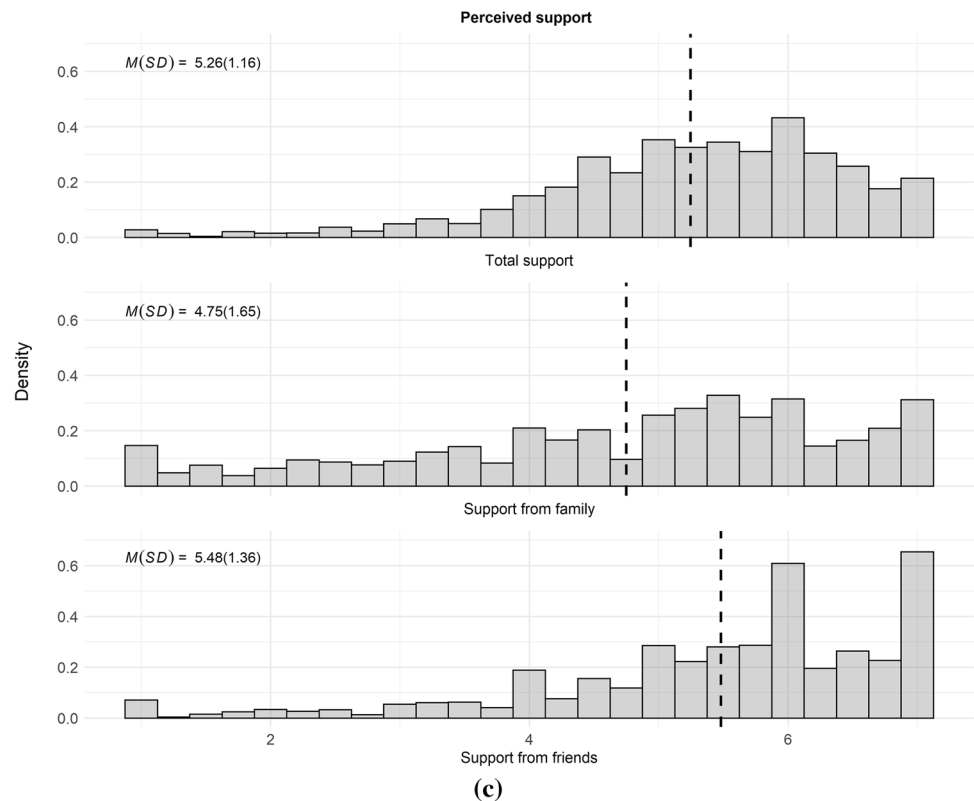 Perceived support
M(SD) = 5.26(1.16)
0.6
0.4
0.2
0.0
Total support
M(SD) = 4.75(1.65)
0.6
0.4
0.2
0.0
Support from family
Density
M(SD) = 5.48(1.36)
0.6
0.4
0.2
0.0
2 4 6
Support from friends
(c)